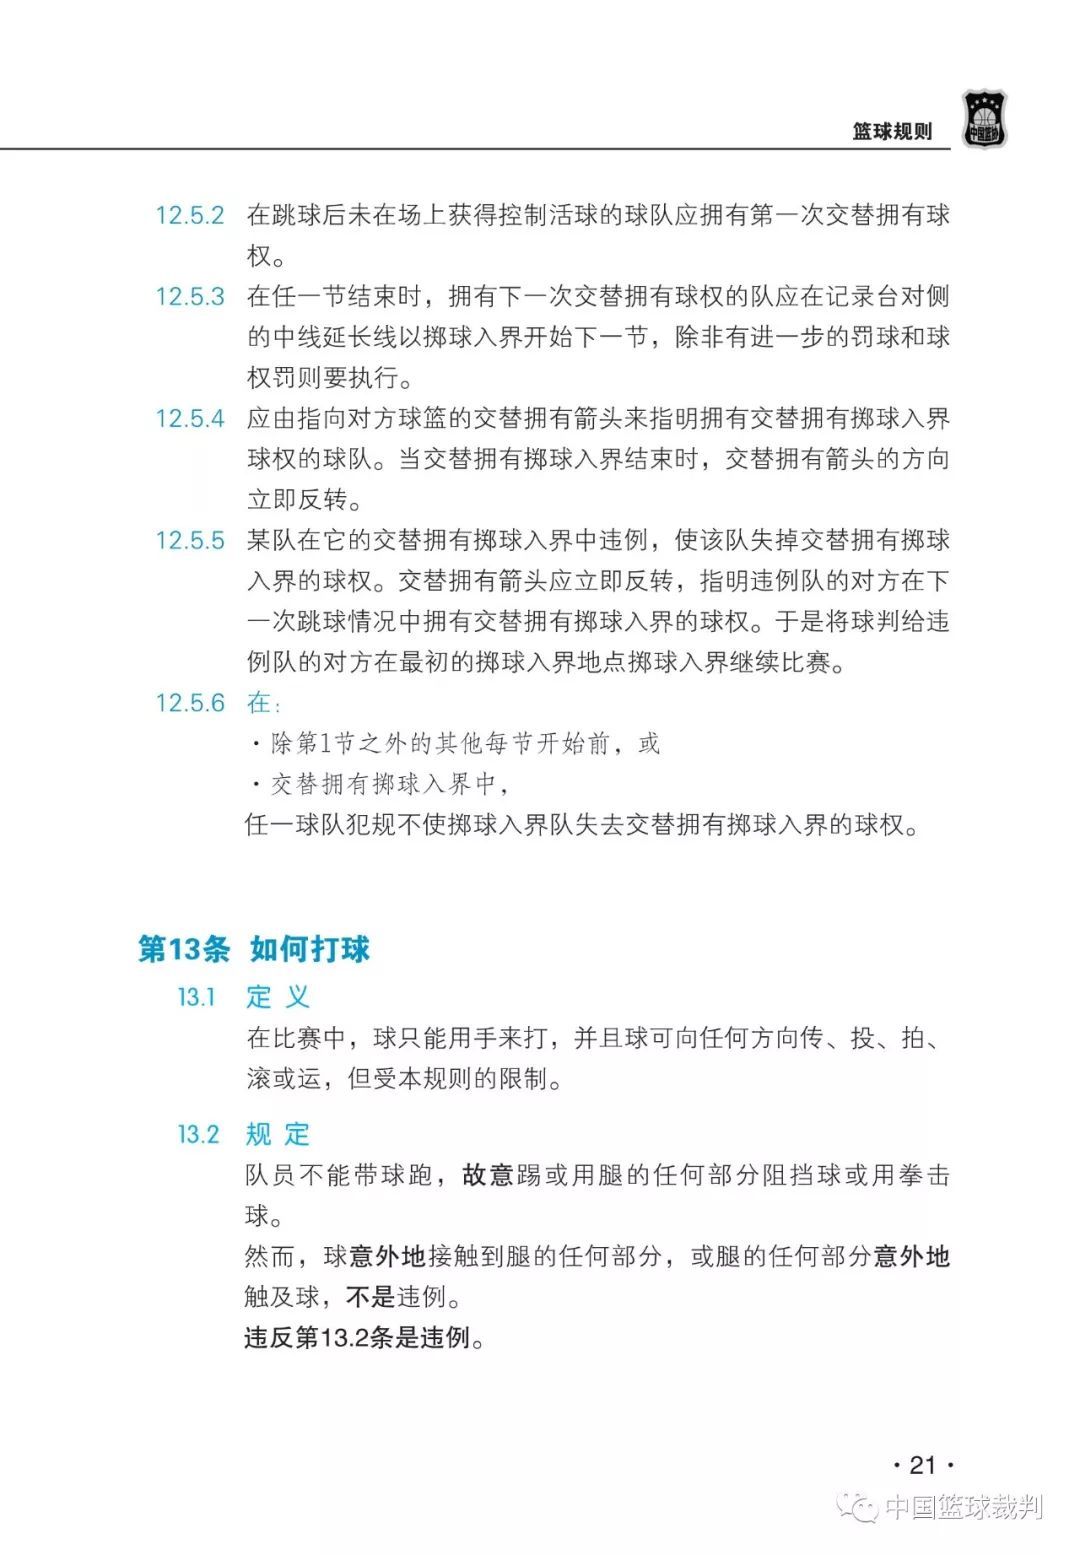 篮球规则
中国篮协
12.5.2 在跳球后未在场上获得控制活球的球队应拥有第一次交替拥有球
权。
12.5.3 在任一节结束时，拥有下一次交替拥有球权的队应在记录台对侧
的中线延长线以掷球入界开始下一节，除非有进一步的罚球和球
权罚则要执行。
12.5.4 应由指向对方球篮的交替拥有箭头来指明拥有交替拥有掷球入界
球权的球队。当交替拥有掷球入界结束时，交替拥有箭头的方向
立即反转。
12.5.5 某队在它的交替拥有掷球入界中违例，使该队失掉交替拥有掷球
入界的球权。交替拥有箭头应立即反转，指明违例队的对方在下
一次跳球情况中拥有交替拥有掷球入界的球权。于是将球判给违
例队的对方在最初的掷球入界地点掷球入界继续比赛。
12.5.6 在：
·除第1节之外的其他每节开始前，或
·交替拥有掷球入界中，
任一球队犯规不使掷球入界队失去交替拥有掷球入界的球权。
第13条 如何打球
13.1 定 义
在比赛中，球只能用手来打，并且球可向任何方向传、投、拍、
滚或运，但受本规则的限制。
13.2 规 定
队员不能带球跑，故意踢或用腿的任何部分阻挡球或用拳击
球。
然而，球意外地接触到腿的任何部分，或腿的任何部分意外地
触及球，不是违例。
违反第13.2条是违例。
·21·
中国篮球裁判